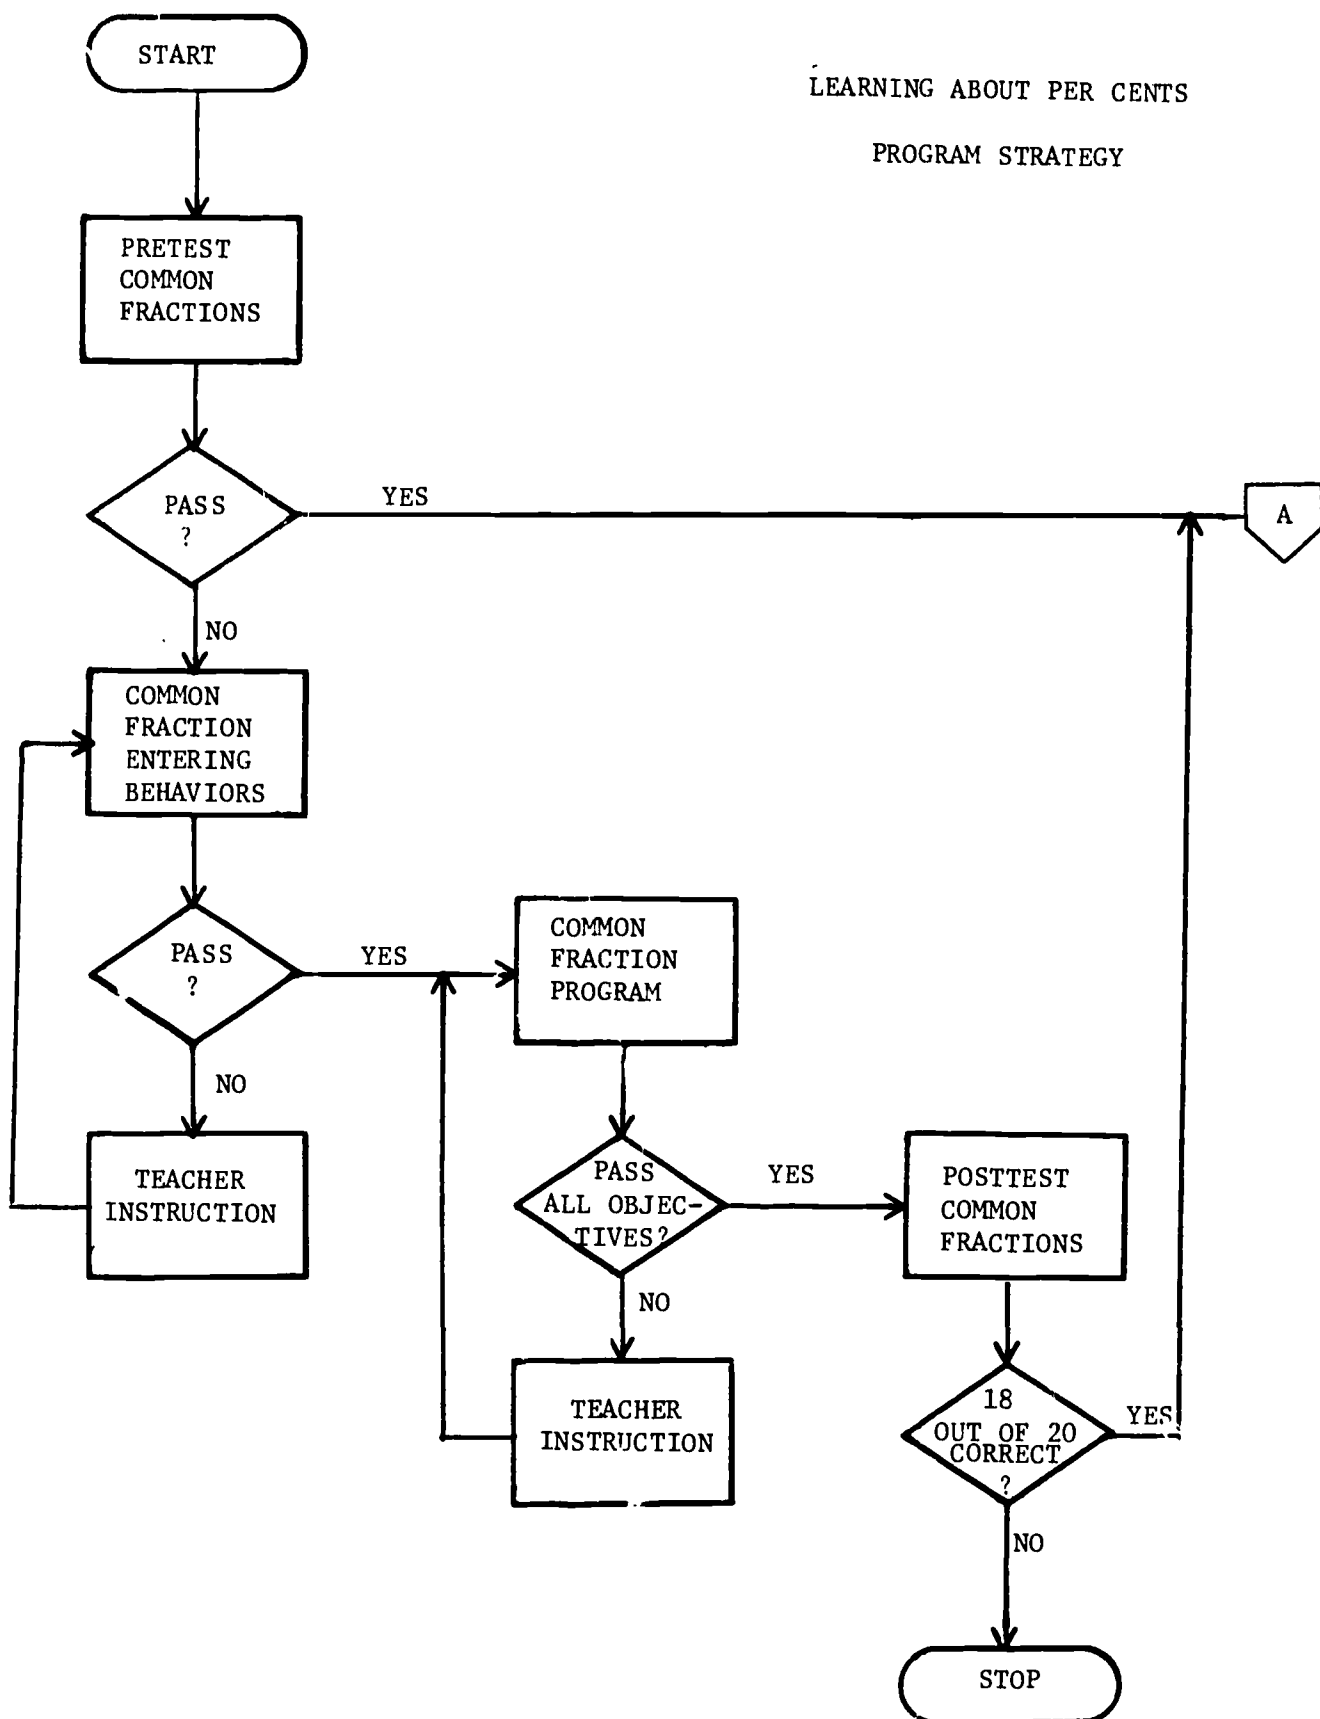 START
LEARNING ABOUT PER CENTS
PROGRAM STRATEGY
PRETEST
COMMON
FRACTIONS
PASS
?
YES
A
NO
COMMON
FRACTION
ENTERING
BEHAVIORS
PASS
?
YES
COMMON
FRACTION
PROGRAM
NO
TEACHER
INSTRUCTION
PASS
ALL OBJEC-
TIVES?
YES
POSTTEST
COMMON
FRACTIONS
NO
TEACHER
INSTRUCTION
18
OUT OF 20
CORRECT
?
YES
NO
STOP